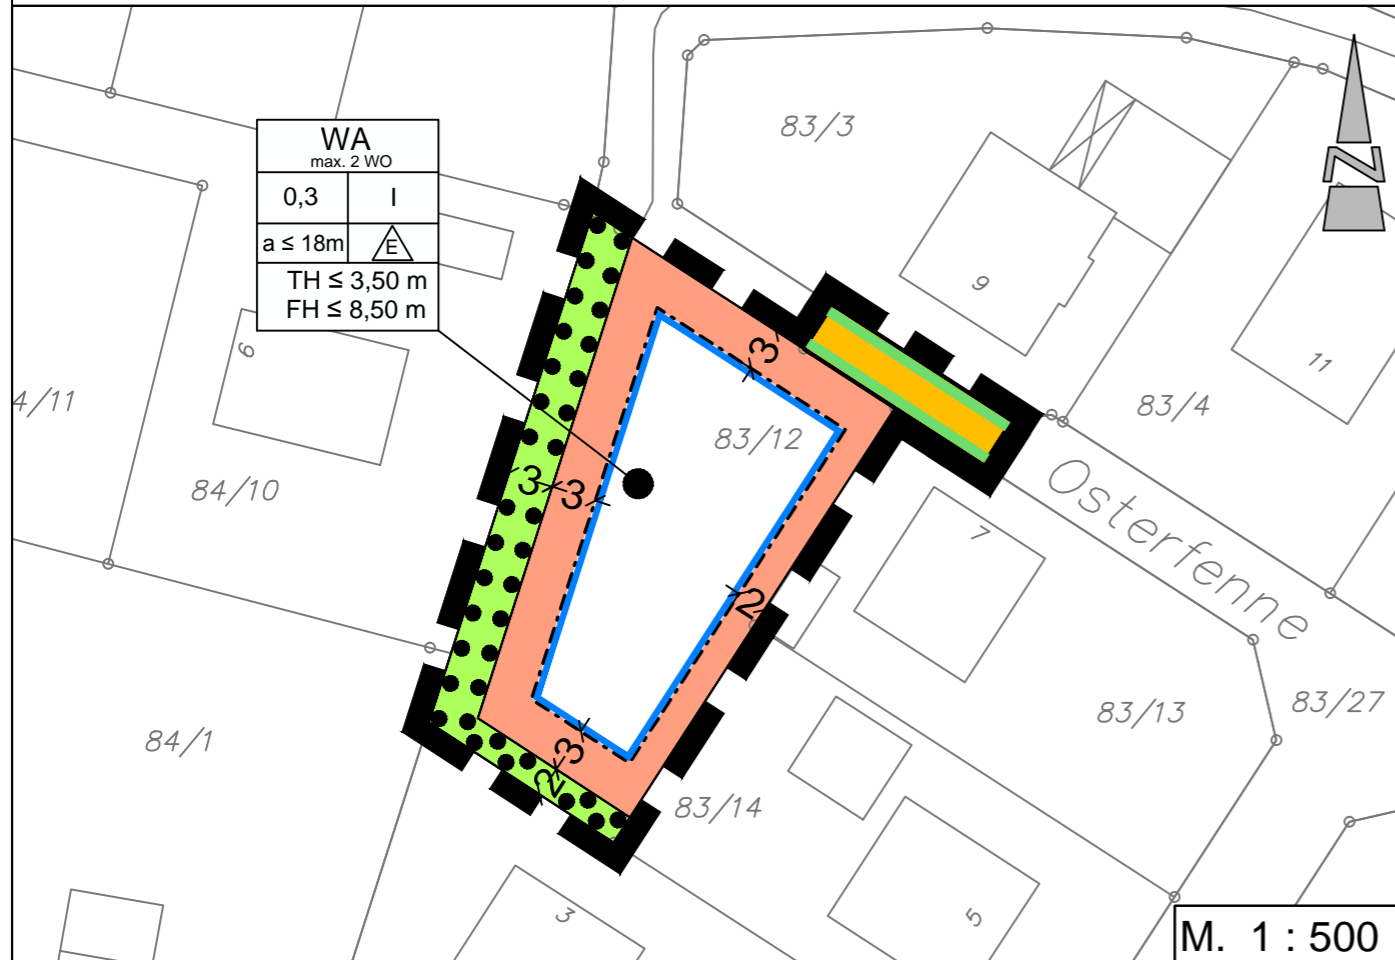 83/3
WA
max. 2 WO
0,3 I
a ≤ 18m E
TH ≤ 3,50 m
FH ≤ 8,50 m
N
9
6
11
3
83/12
83/4
4/11
84/10
3
3
Osterfenne
7
2
83/13
83/27
84/1
3
2
83/14
3
5
M. 1 : 500